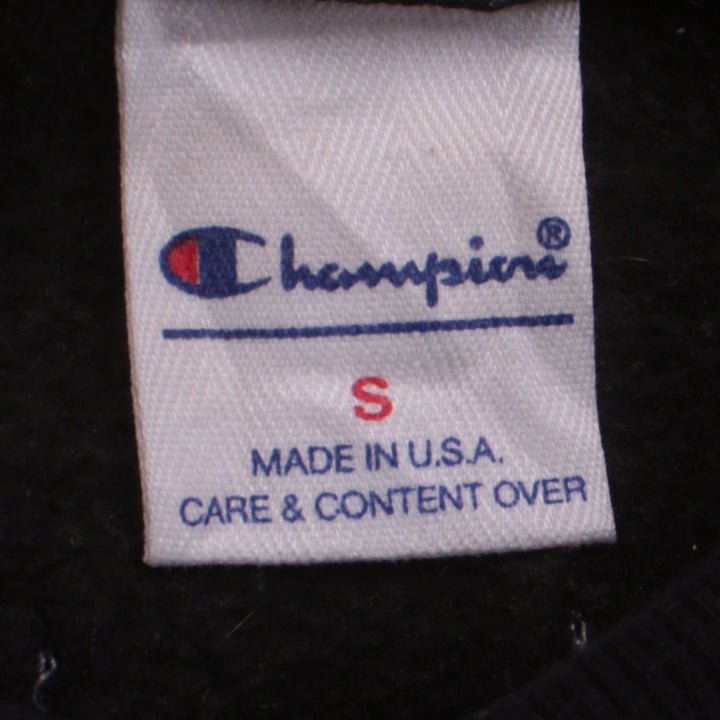 Champion®
S
MADE IN U.S.A.
CARE & CONTENT OVER